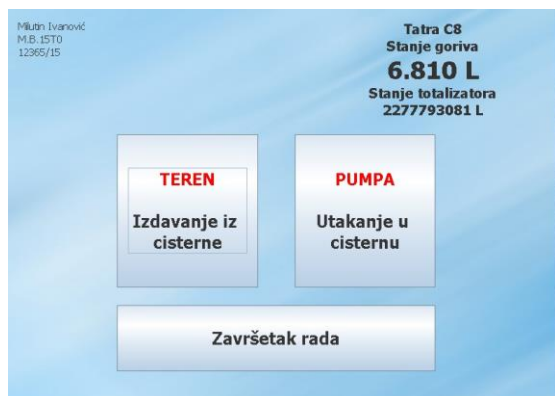 Milutin Ivanović
M.B.15TO
12365/15
Tatra C8
Stanje goriva
6.810 L
Stanje totalizatora
2277793081 L
TEREN
Izdavanje iz
cisterne
PUMPA
Utakanje u
cisternu
Završetak rada